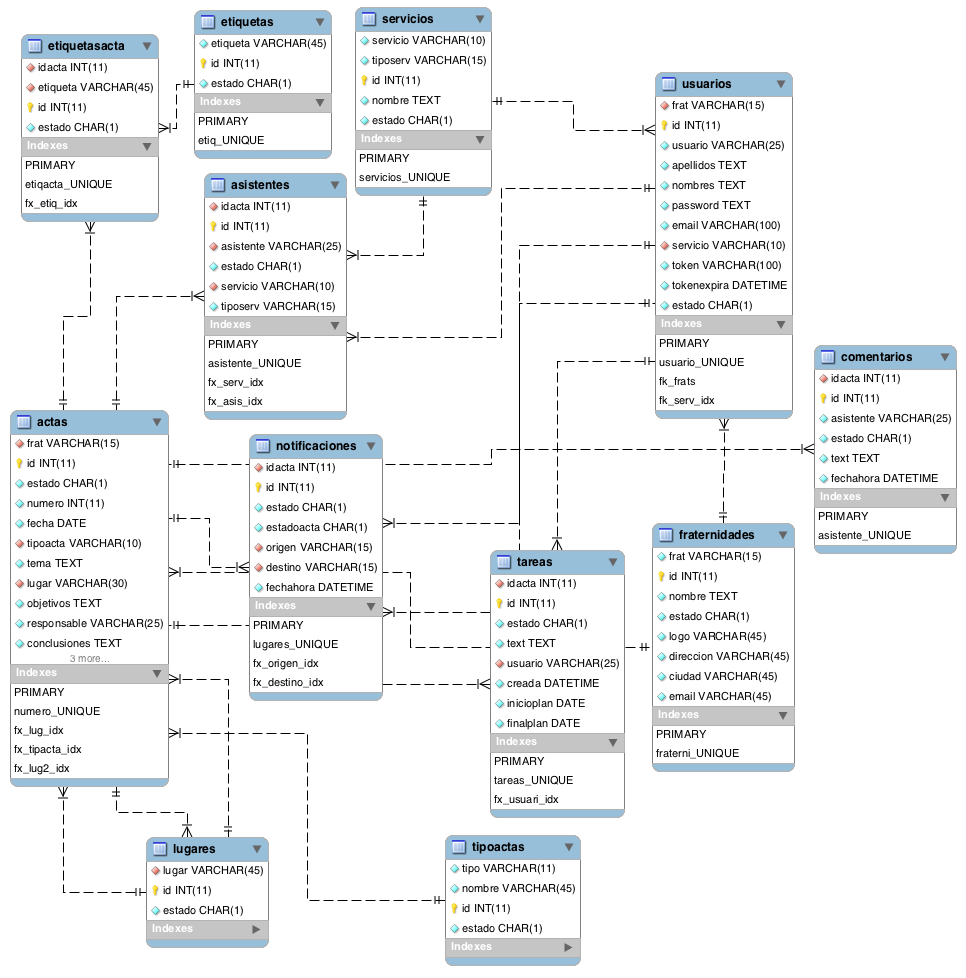 etiquetasacta
idacta INT(11)
etiqueta VARCHAR(45)
id INT(11)
estado CHAR(1)
Indexes
PRIMARY
etiqacta_UNIQUE
fx_etiq_idx
etiquetas
etiqueta VARCHAR(45)
id INT(11)
estado CHAR(1)
Indexes
PRIMARY
etiq_UNIQUE
servicios
servicio VARCHAR(10)
tiposerv VARCHAR(15)
id INT(11)
nombre TEXT
estado CHAR(1)
Indexes
PRIMARY
servicios_UNIQUE
usuarios
frat VARCHAR(15)
id INT(11)
usuario VARCHAR(25)
apellidos TEXT
nombres TEXT
password TEXT
email VARCHAR(100)
servicio VARCHAR(10)
token VARCHAR(100)
tokenexpira DATETIME
estado CHAR(1)
Indexes
PRIMARY
usuario_UNIQUE
fk_frats
fk_serv_idx
asistentes
idacta INT(11)
id INT(11)
asistente VARCHAR(25)
estado CHAR(1)
servicio VARCHAR(10)
tiposerv VARCHAR(15)
Indexes
PRIMARY
asistente_UNIQUE
fx_serv_idx
fx_asis_idx
comentarios
idacta INT(11)
id INT(11)
asistente VARCHAR(25)
estado CHAR(1)
text TEXT
fechahora DATETIME
Indexes
PRIMARY
asistente_UNIQUE
actas
frat VARCHAR(15)
id INT(11)
estado CHAR(1)
numero INT(11)
fecha DATE
tipoacta VARCHAR(10)
tema TEXT
lugar VARCHAR(30)
objetivos TEXT
responsable VARCHAR(25)
conclusiones TEXT
3 more...
Indexes
PRIMARY
numero_UNIQUE
fx_lug_idx
fx_tipacta_idx
fx_lug2_idx
notificaciones
idacta INT(11)
id INT(11)
estado CHAR(1)
estadoacta CHAR(1)
origen VARCHAR(15)
destino VARCHAR(15)
fechahora DATETIME
Indexes
PRIMARY
lugares_UNIQUE
fx_origen_idx
fx_destino_idx
tareas
idacta INT(11)
id INT(11)
estado CHAR(1)
text TEXT
usuario VARCHAR(25)
creada DATETIME
inicioplan DATE
finalplan DATE
Indexes
PRIMARY
tareas_UNIQUE
fx_usuari_idx
fraternidades
frat VARCHAR(15)
id INT(11)
nombre TEXT
estado CHAR(1)
logo VARCHAR(45)
direccion VARCHAR(45)
ciudad VARCHAR(45)
email VARCHAR(45)
Indexes
PRIMARY
fraterni_UNIQUE
lugares
lugar VARCHAR(45)
id INT(11)
estado CHAR(1)
Indexes
tipoactas
tipo VARCHAR(11)
nombre VARCHAR(45)
id INT(11)
estado CHAR(1)
Indexes